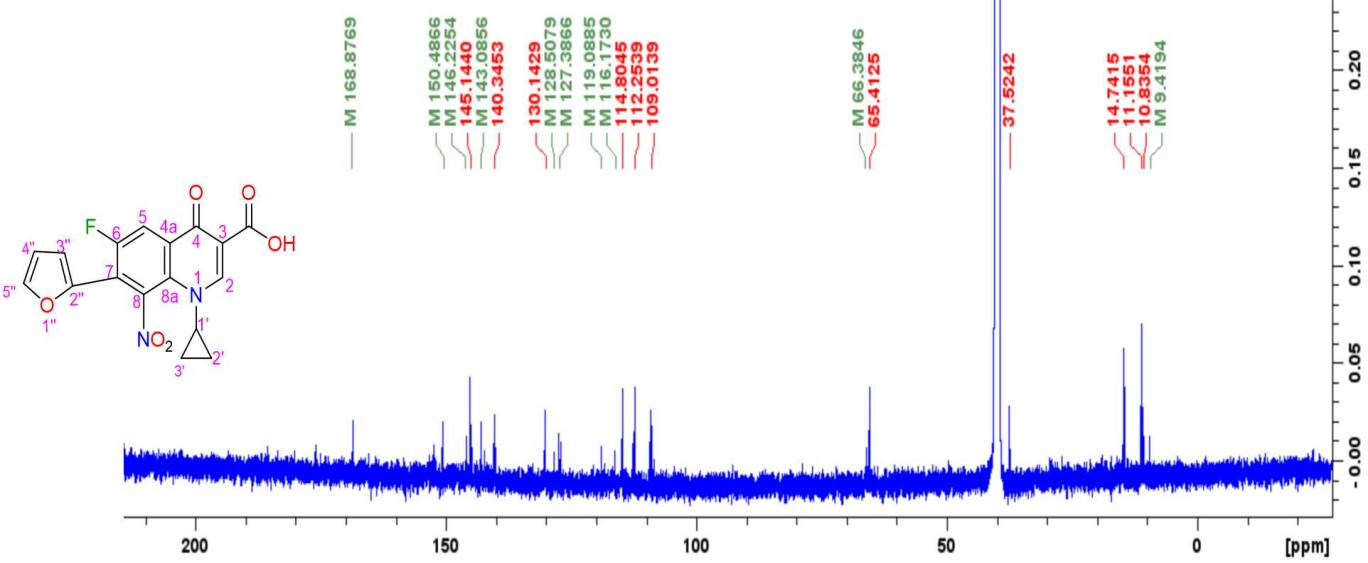 M 168.8769
M 150.4866
M 146.2254
145.1440
M 143.0856
140.3453
130.1429
M 128.5079
M 127.3866
M 119.0885
M 116.1730
114.8045
112.2539
109.0139
M 66.3846
65.4125
37.5242
14.7415
11.1551
10.8354
M 9.4194
0.20
0.15
0.10
0.05
- 0.00
O O
F 6 5 4a 4 3 OH
4'' 3'' 7 1 2
5'' O 2'' 8 8a N
1'' NO2 1'
3' 2'
200 150 100 50 0 [ppm]